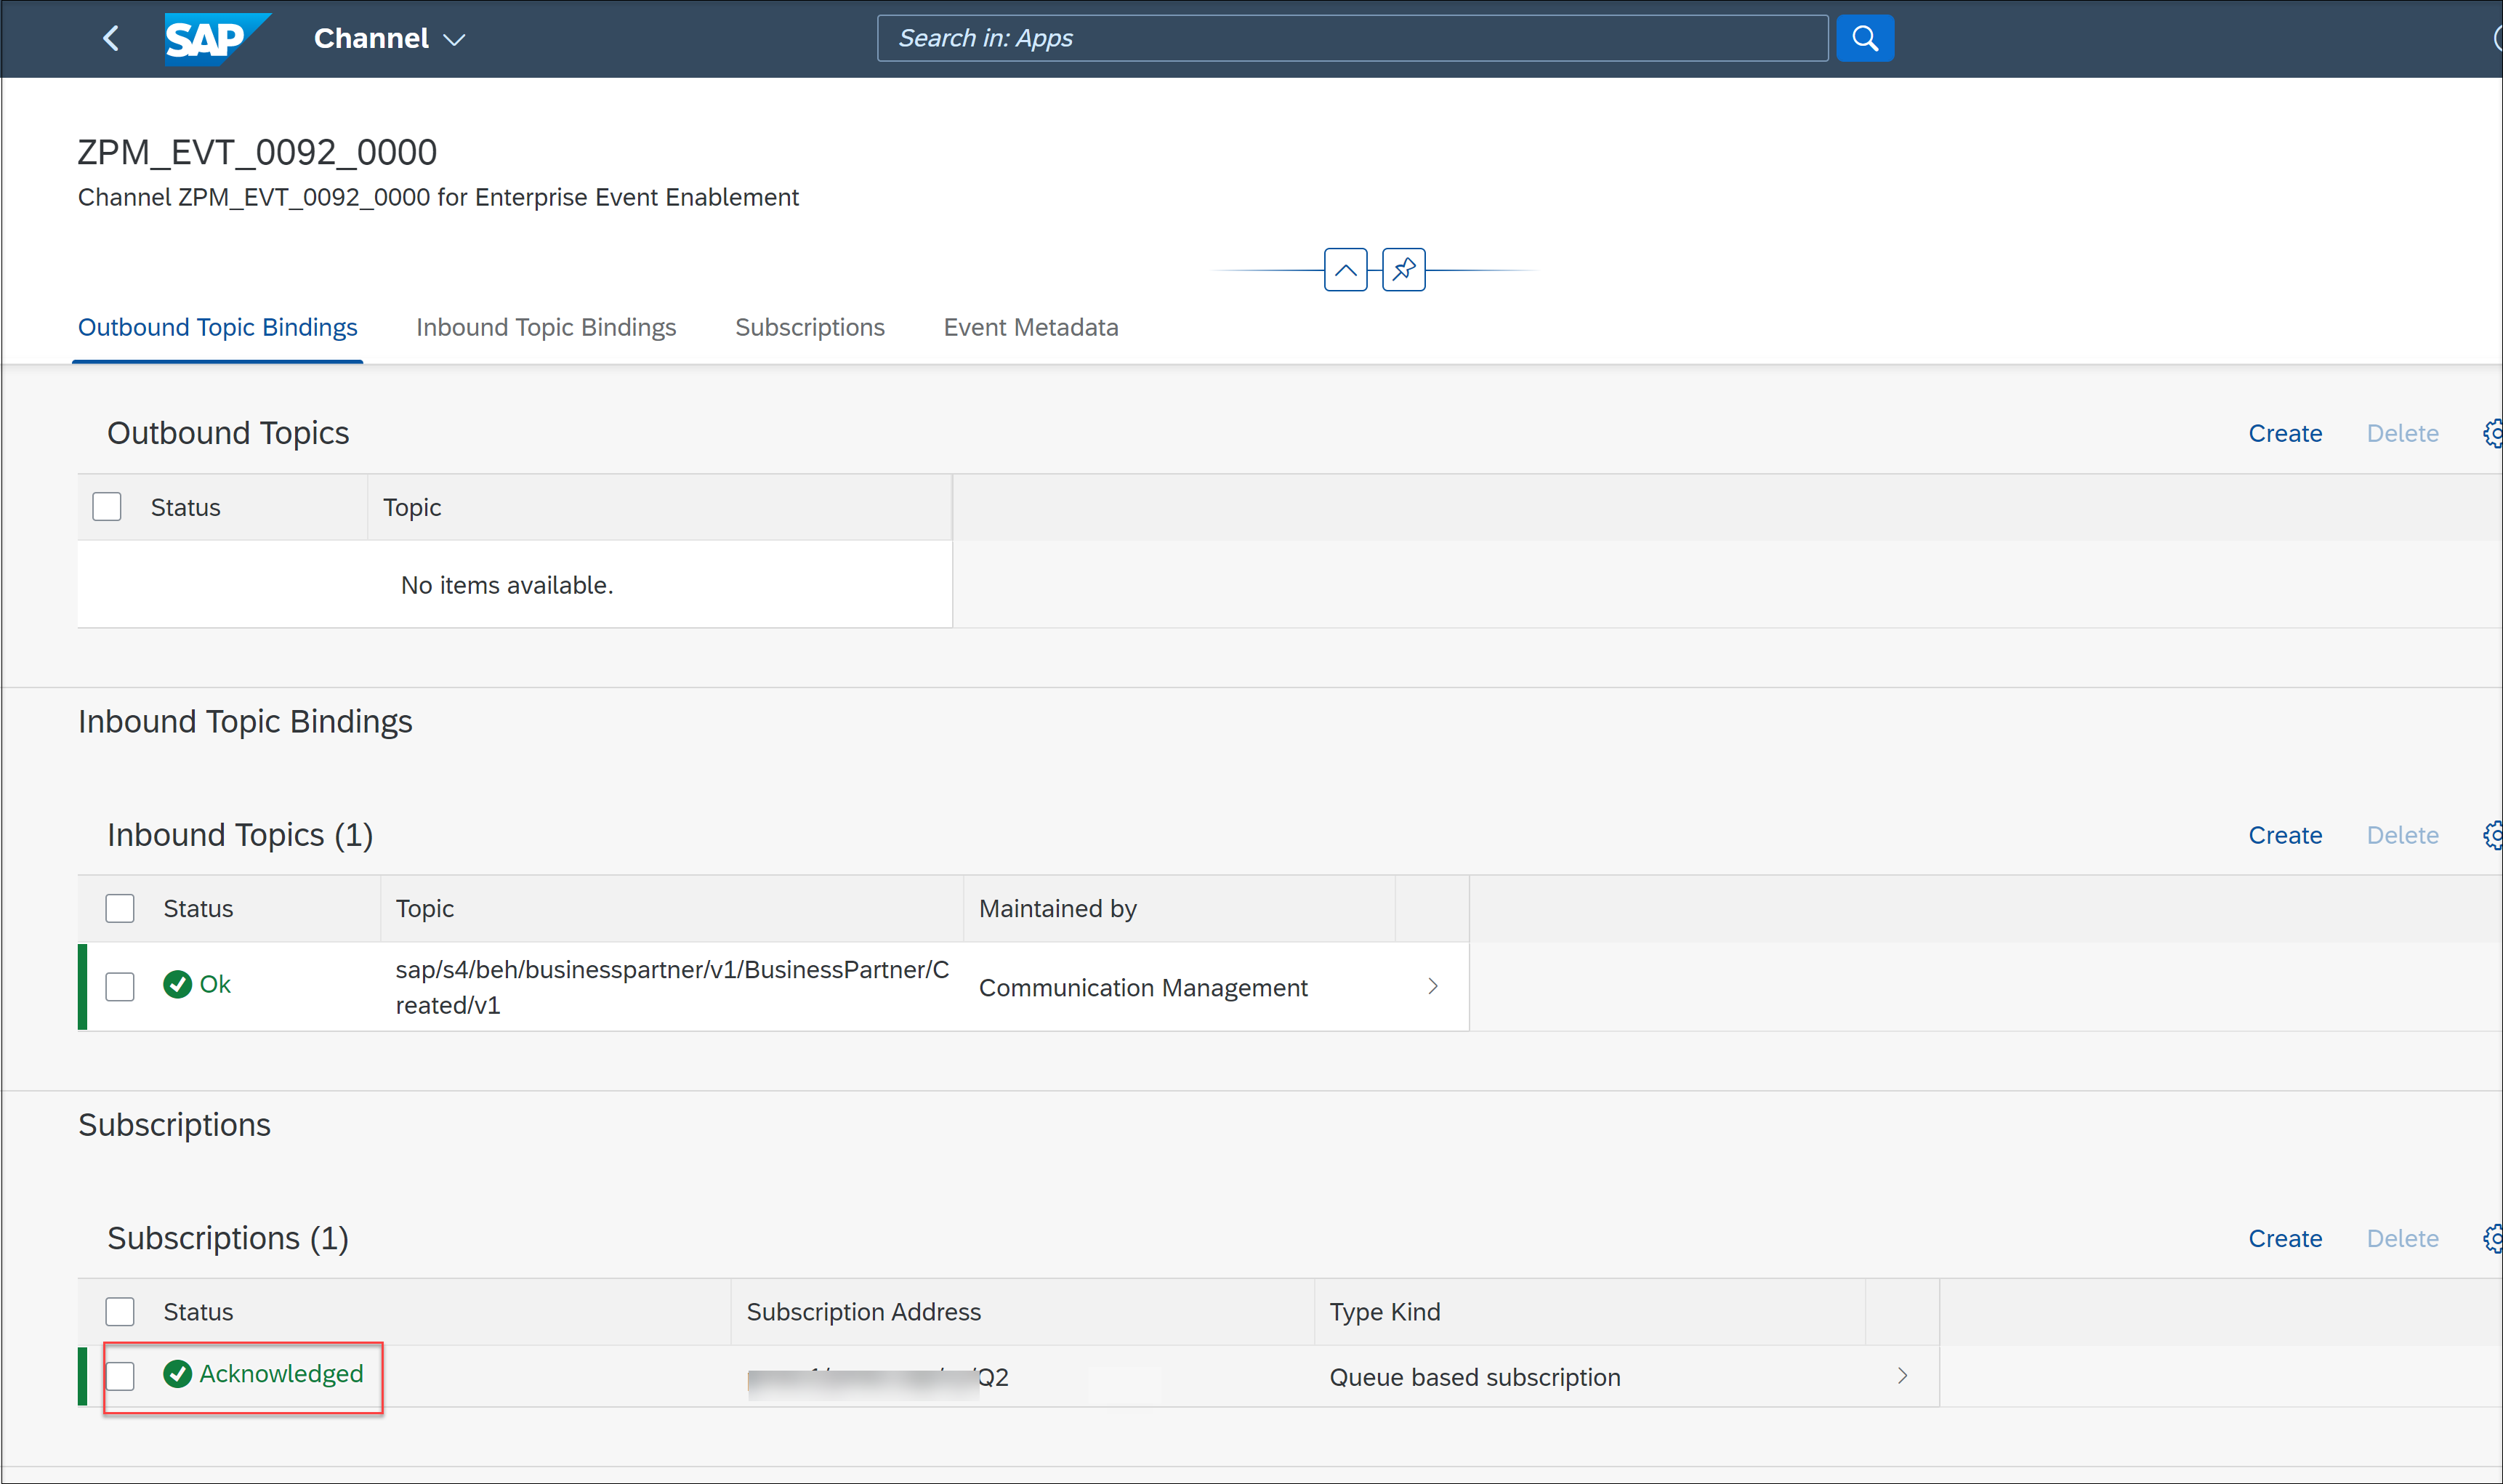 SAP
Channel
Search in: Apps
ZPM_EVT_0092_0000
Channel ZPM_EVT_0092_0000 for Enterprise Event Enablement
Outbound Topic Bindings
Inbound Topic Bindings
Subscriptions
Event Metadata
Outbound Topics
Create
Delete
Status
Topic
No items available.
Inbound Topic Bindings
Inbound Topics (1)
Create
Delete
Status
Topic
Maintained by
Ok
sap/s4/beh/businesspartner/v1/BusinessPartner/C
reated/v1
Communication Management
Subscriptions
Subscriptions (1)
Create
Delete
Status
Subscription Address
Type Kind
Acknowledged
/Q2
Queue based subscription